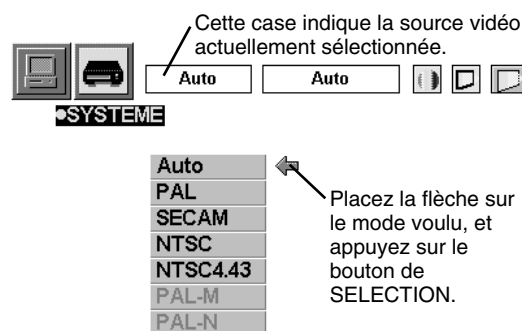 Cette case indique la source vidéo
actuellement sélectionnée.
Auto Auto
•SYSTEME
Auto
PAL
SECAM
NTSC
NTSC4.43
PAL-M
PAL-N
Placez la flèche sur
le mode voulu, et
appuyez sur le
bouton de
SELECTION.